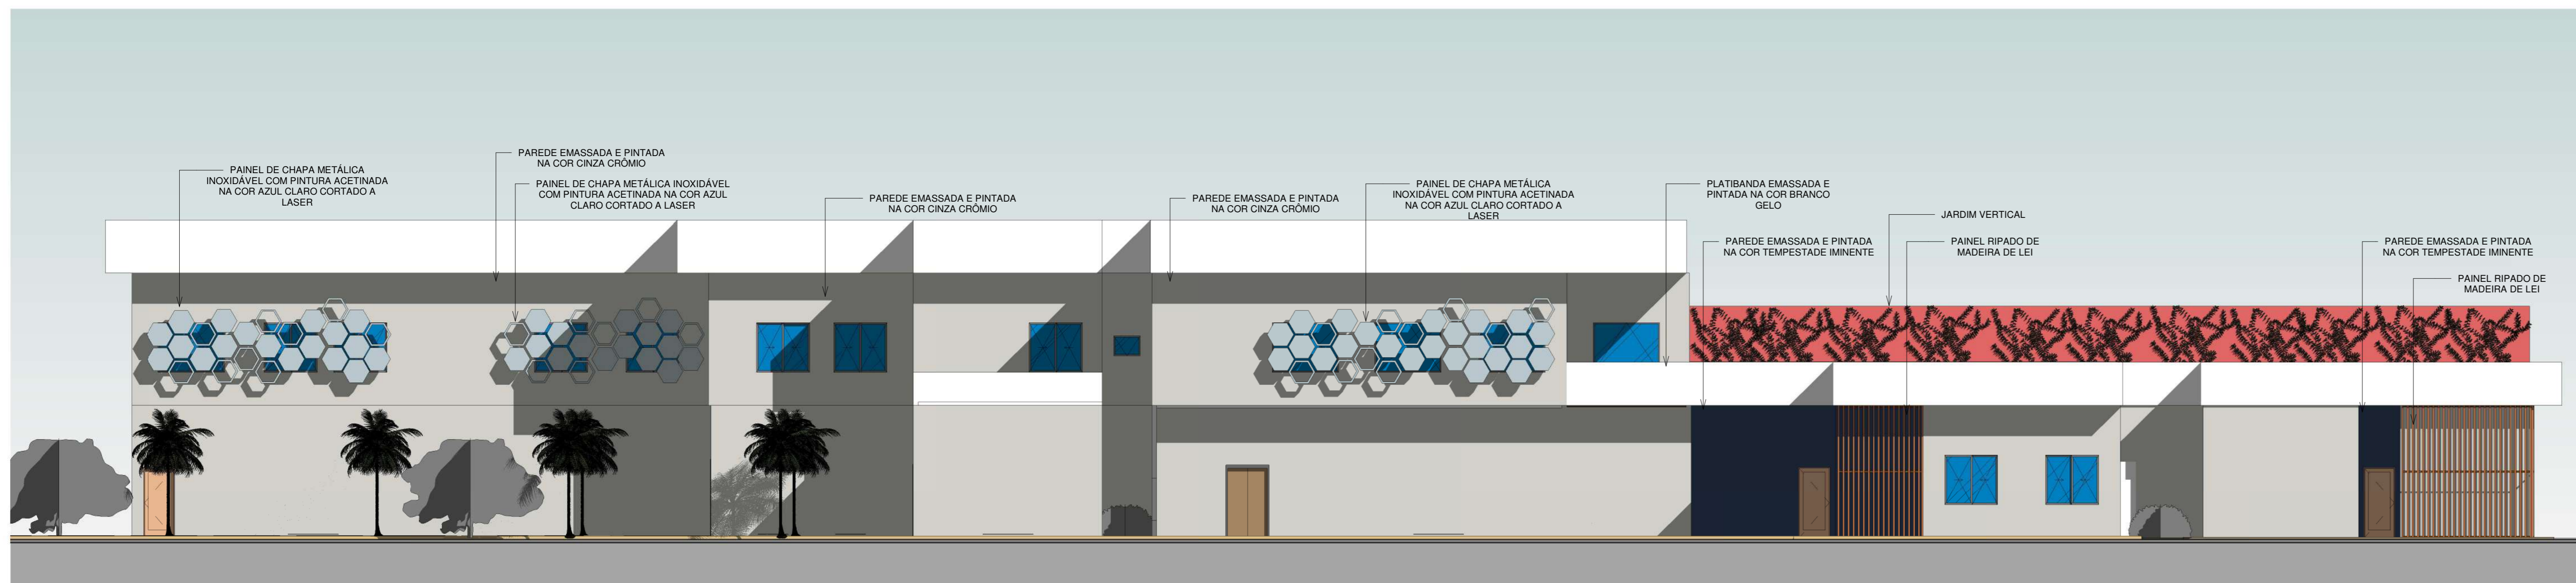 PAINEL DE CHAPA METÁLICA
INOXIDÁVEL COM PINTURA ACETINADA
NA COR AZUL CLARO CORTADO A
LASER
PAREDE EMASSADA E PINTADA
NA COR CINZA CRÔMIO
PAINEL DE CHAPA METÁLICA INOXIDÁVEL
COM PINTURA ACETINADA NA COR AZUL
CLARO CORTADO A LASER
PAREDE EMASSADA E PINTADA
NA COR CINZA CRÔMIO
PAREDE EMASSADA E PINTADA
NA COR CINZA CRÔMIO
PAINEL DE CHAPA METÁLICA
INOXIDÁVEL COM PINTURA ACETINADA
NA COR AZUL CLARO CORTADO A
LASER
PLATIBANDA EMASSADA E
PINTADA NA COR BRANCO
GELO
JARDIM VERTICAL
PAREDE EMASSADA E PINTADA
NA COR TEMPESTADE IMINENTE
PAINEL RIPADO DE
MADEIRA DE LEI
PAREDE EMASSADA E PINTADA
NA COR TEMPESTADE IMINENTE
PAINEL RIPADO DE
MADEIRA DE LEI